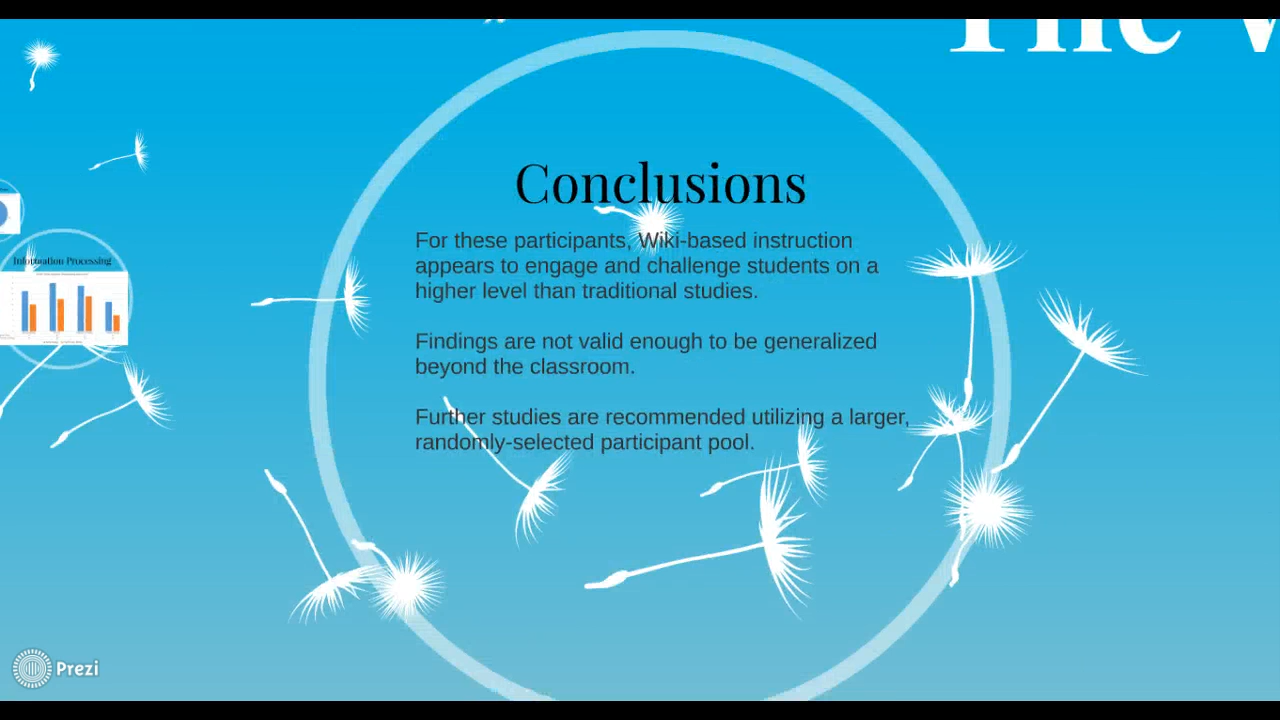 The
Conclusions
For these participants, Wiki-based instruction
appears to engage and challenge students on a
higher level than traditional studies.
Findings are not valid enough to be generalized
beyond the classroom.
Further studies are recommended utilizing a larger,
randomly-selected participant pool.
Information Processing
Prezi